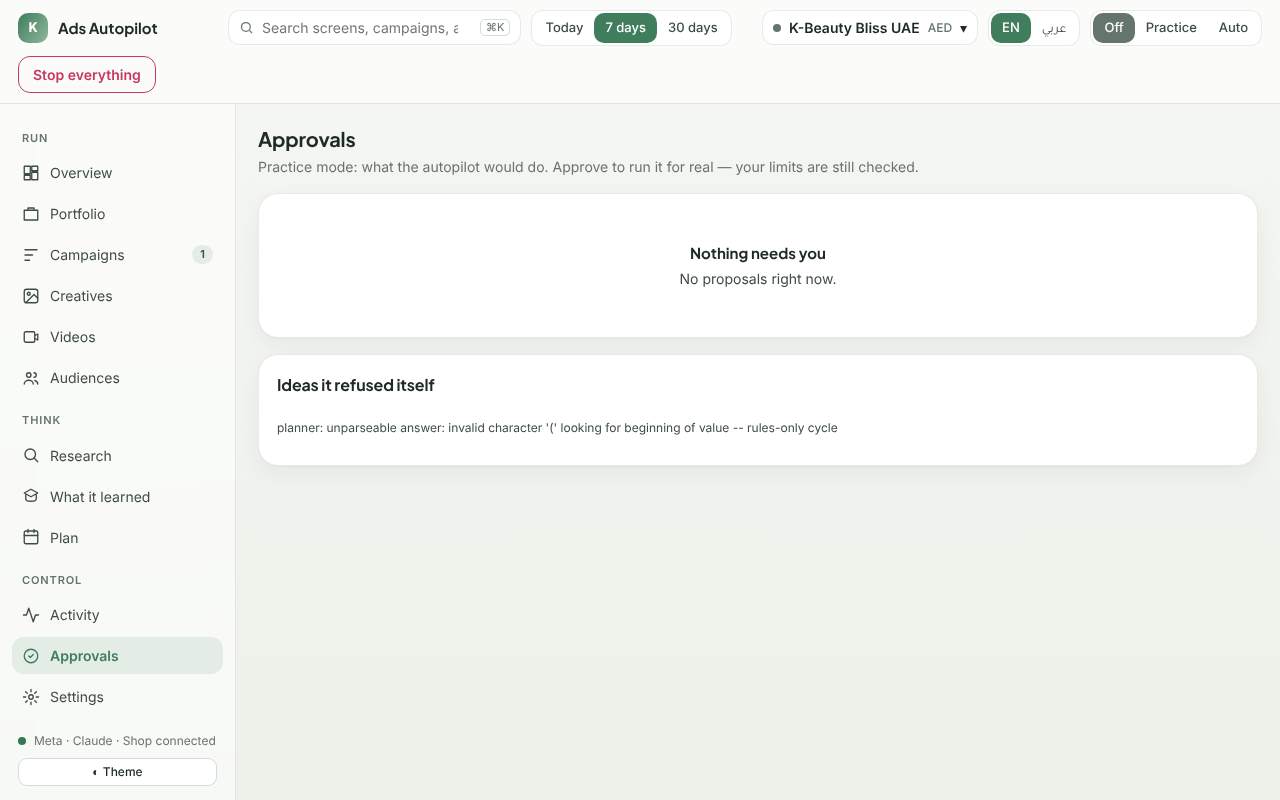 K Ads Autopilot
Search screens, campaigns, a ⌘K
Today 7 days 30 days
K-Beauty Bliss UAE AED ▾
EN عربي
Off Practice Auto
Stop everything
RUN
Overview
Portfolio
Campaigns 1
Creatives
Videos
Audiences
THINK
Research
What it learned
Plan
CONTROL
Activity
Approvals
Settings
Meta · Claude · Shop connected
Theme
Approvals
Practice mode: what the autopilot would do. Approve to run it for real — your limits are still checked.
Nothing needs you
No proposals right now.
Ideas it refused itself
planner: unparseable answer: invalid character '(' looking for beginning of value -- rules-only cycle